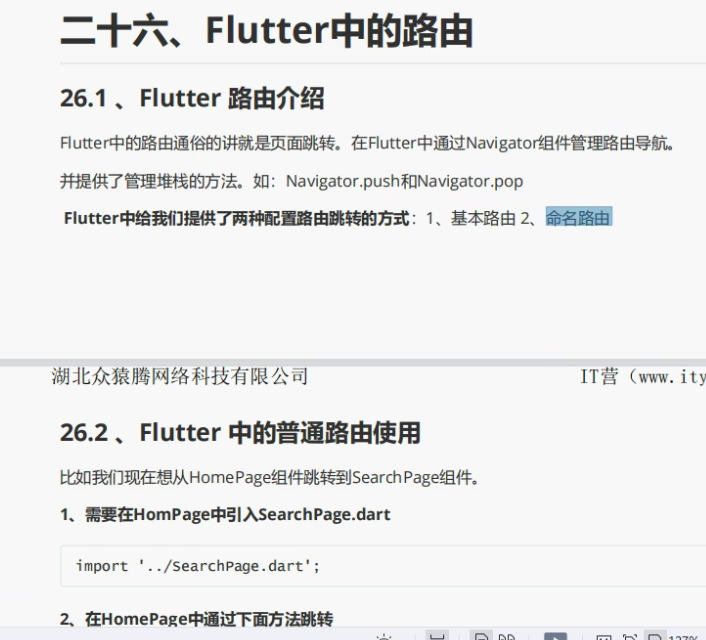 二十六、Flutter中的路由
26.1 、Flutter 路由介绍
Flutter中的路由通俗的讲就是页面跳转。在Flutter中通过Navigator组件管理路由导航。
并提供了管理堆栈的方法。如：Navigator.push和Navigator.pop
Flutter中给我们提供了两种配置路由跳转的方式：1、基本路由 2、命名路由
湖北众猿腾网络科技有限公司 IT营（www.ity
26.2 、Flutter 中的普通路由使用
比如我们现在想从HomePage组件跳转到SearchPage组件。
1、需要在HomPage中引入SearchPage.dart
import '../SearchPage.dart';
2、在HomePage中通过下面方法跳转